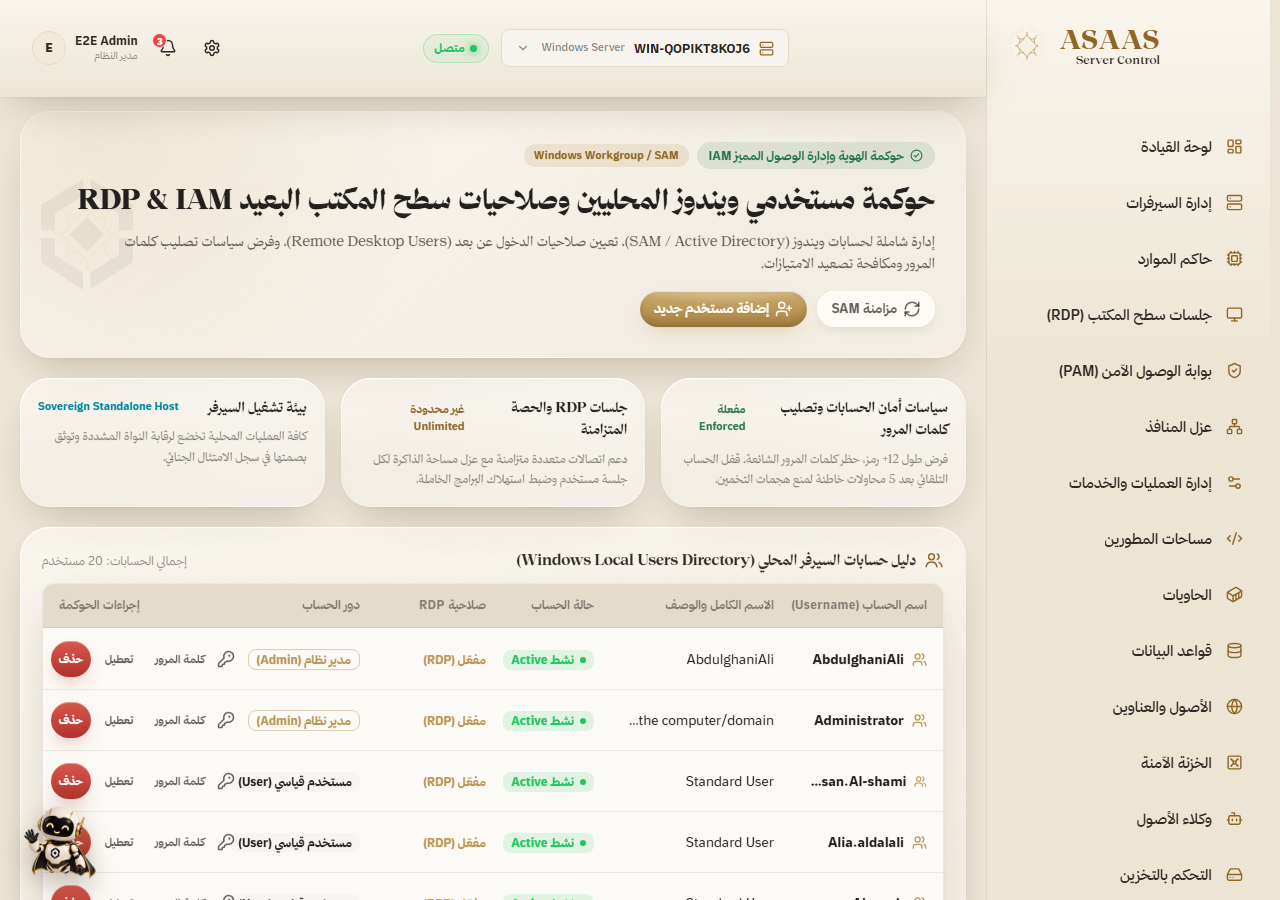 ASAAS
Server Control
لوحة القيادة
إدارة السيرفرات
حاكم الموارد
جلسات سطح المكتب (RDP)
بوابة الوصول الآمن (PAM)
عزل المنافذ
إدارة العمليات والخدمات
مساحات المطورين
الحاويات
قواعد البيانات
الأصول والعناوين
الخزنة الآمنة
وكلاء الأصول
التحكم بالتخزين
WIN-QOPIKT8KOJ6 Windows Server
متصل
3
E2E Admin
مدير النظام
E
حوكمة الهوية وإدارة الوصول المميز IAM
Windows Workgroup / SAM
حوكمة مستخدمي ويندوز المحليين وصلاحيات سطح المكتب البعيد RDP & IAM
إدارة شاملة لحسابات ويندوز (SAM / Active Directory)، تعيين صلاحيات الدخول عن بعد (Remote Desktop Users)، وفرض سياسات تصليب كلمات
المرور ومكافحة تصعيد الامتيازات.
مزامنة SAM
إضافة مستخدم جديد
سياسات أمان الحسابات وتصليب
كلمات المرور
مفعلة
Enforced
فرض طول 12+ رمز، حظر كلمات المرور الشائعة، قفل الحساب
التلقائي بعد 5 محاولات خاطئة لمنع هجمات التخمين.
جلسات RDP والحصة
المتزامنة
غير محدودة
Unlimited
دعم اتصالات متعددة متزامنة مع عزل مساحة الذاكرة لكل
جلسة مستخدم وضبط استهلاك البرامج الخاملة.
بيئة تشغيل السيرفر
Sovereign Standalone Host
كافة العمليات المحلية تخضع لرقابة النواة المشددة وتوثق
بصمتها في سجل الامتثال الجنائي.
دليل حسابات السيرفر المحلي (Windows Local Users Directory)
إجمالي الحسابات: 20 مستخدم
اسم الحساب (Username) الاسم الكامل والوصف حالة الحساب صلاحية RDP دور الحساب إجراءات الحوكمة
AbdulghaniAli AbdulghaniAli نشط Active مفعّل (RDP) مدير نظام (Admin) كلمة المرور تعطيل حذف
Administrator ...the computer/domain نشط Active مفعّل (RDP) مدير نظام (Admin) كلمة المرور تعطيل حذف
...san.Al-shami Standard User نشط Active مفعّل (RDP) مستخدم قياسي (User) كلمة المرور تعطيل حذف
Alia.aldalali Standard User نشط Active مفعّل (RDP) مستخدم قياسي (User) كلمة المرور تعطيل